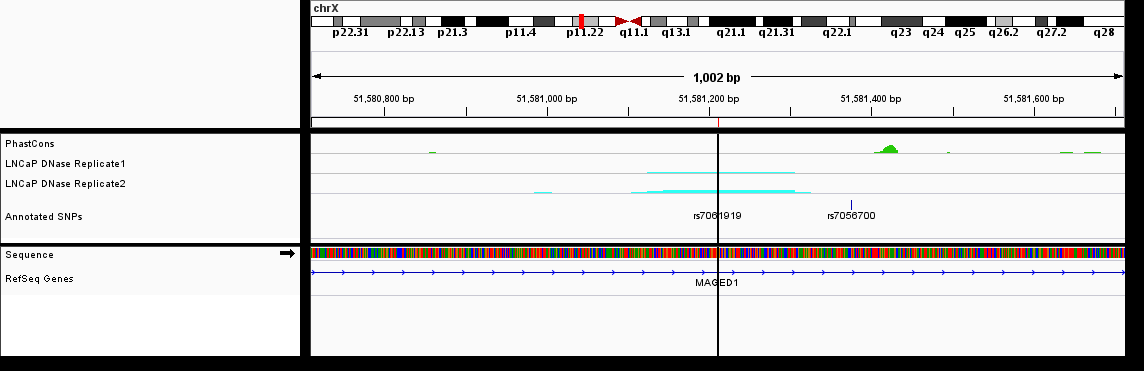 chrX
p22.31 p22.13 p21.3 p11.4 p11.22 q11.1 q13.1 q21.1 q21.31 q22.1 q23 q24 q25 q26.2 q27.2 q28
1,002 bp
51,580,800 bp 51,581,000 bp 51,581,200 bp 51,581,400 bp 51,581,600 bp
PhastCons
LNCaP DNase Replicate1
LNCaP DNase Replicate2
Annotated SNPs rs7061919 rs7056700
Sequence
RefSeq Genes
MAGED1